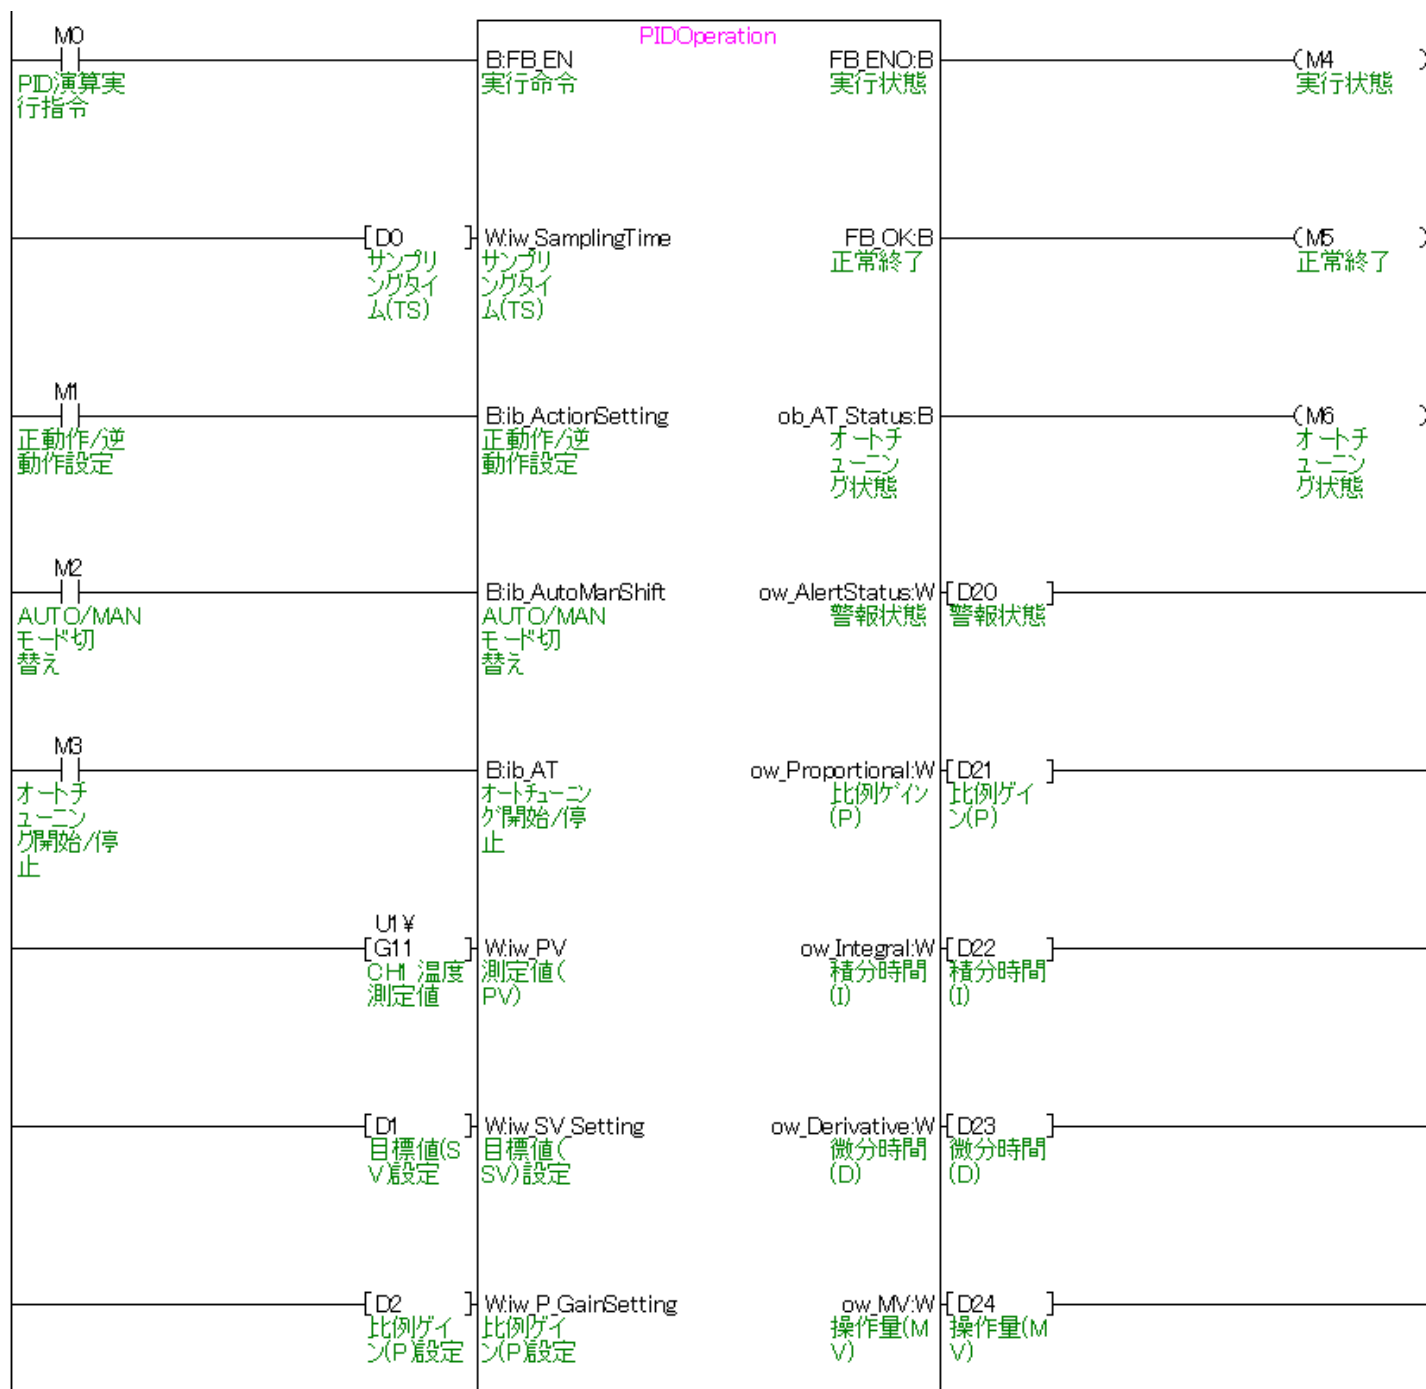 PIDOperation
M0
B:FB_EN
FB_ENO:B
M4
PID演算実
行指令
実行命令
実行状態
実行状態
D0
W:iw_SamplingTime
FB_OK:B
M5
サンプリ
ングタイ
ム(TS)
サンプリ
ングタイ
ム(TS)
正常終了
正常終了
M1
B:ib_ActionSetting
ob_AT_Status:B
M6
正動作/逆
動作設定
正動作/逆
動作設定
オートチ
ューニン
グ状態
オートチ
ューニン
グ状態
M2
B:ib_AutoManShift
ow_AlertStatus:W
D20
AUTO/MAN
モード切
替え
AUTO/MAN
モード切
替え
警報状態
警報状態
M3
B:ib_AT
ow_Proportional:W
D21
オートチ
ューニン
グ開始/停
止
オートチューニン
グ開始/停
止
比例ゲイン
(P)
比例ゲイ
ン(P)
U1¥
G11
W:iw_PV
ow_Integral:W
D22
CH1 温度
測定値
測定値(
PV)
積分時間
(I)
積分時間
(I)
D1
W:iw_SV_Setting
ow_Derivative:W
D23
目標値(S
V)設定
目標値(
SV)設定
微分時間
(D)
微分時間
(D)
D2
W:iw_P_GainSetting
ow_MV:W
D24
比例ゲイ
ン(P)設定
比例ゲイ
ン(P)設定
操作量(M
V)
操作量(M
V)